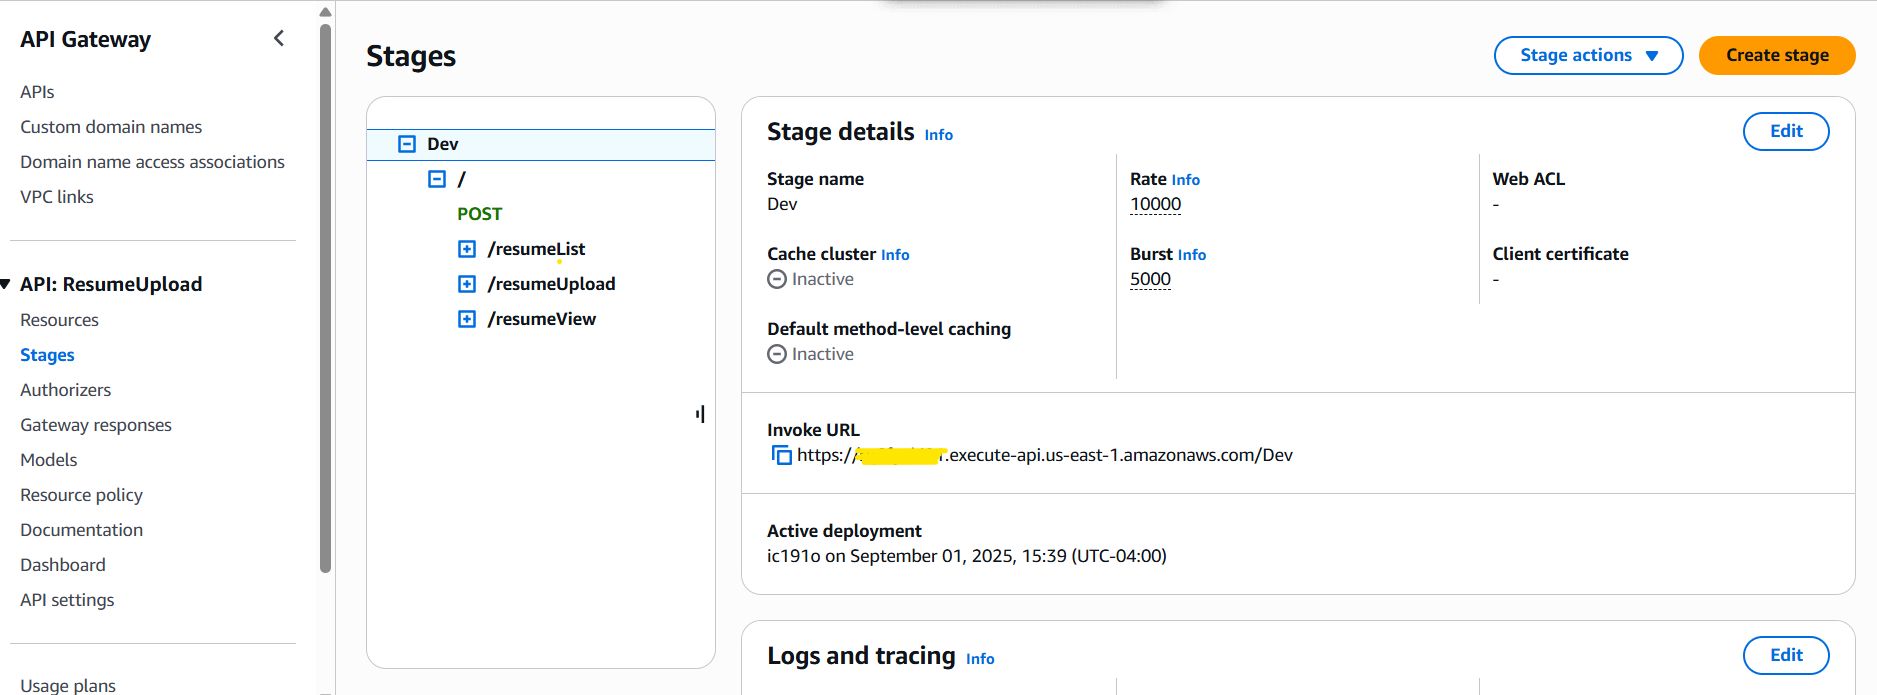 API Gateway
APIs
Custom domain names
Domain name access associations
VPC links
API: ResumeUpload
Resources
Stages
Authorizers
Gateway responses
Models
Resource policy
Documentation
Dashboard
API settings
Usage plans
Stages
Stage actions
Create stage
Dev
/
POST
/resumeList
/resumeUpload
/resumeView
Stage details Info
Edit
Stage name
Dev
Rate Info
10000
Web ACL
-
Cache cluster Info
Inactive
Burst Info
5000
Client certificate
-
Default method-level caching
Inactive
Invoke URL
https://
.execute-api.us-east-1.amazonaws.com/Dev
Active deployment
ic191o on September 01, 2025, 15:39 (UTC-04:00)
Logs and tracing Info
Edit